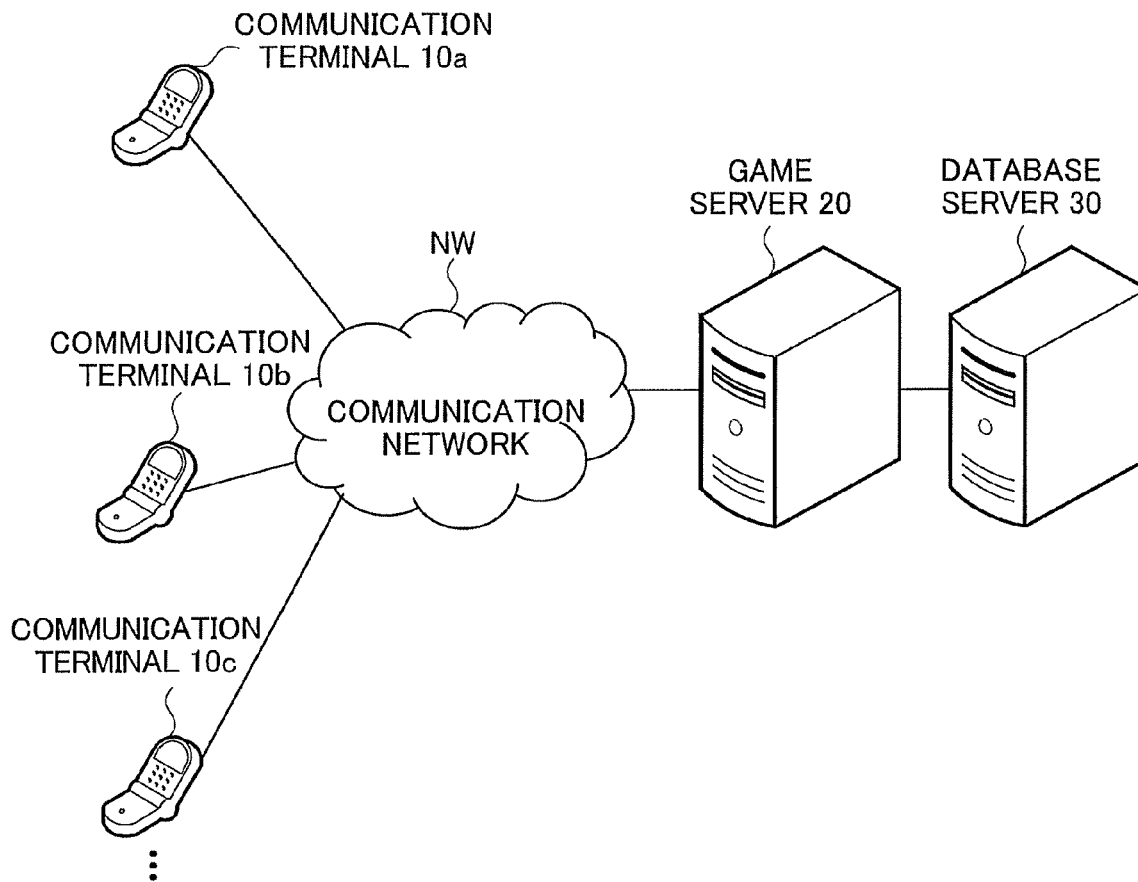 COMMUNICATION
TERMINAL 10a
GAME
SERVER 20
DATABASE
SERVER 30
NW
COMMUNICATION
TERMINAL 10b
COMMUNICATION
NETWORK
COMMUNICATION
TERMINAL 10c